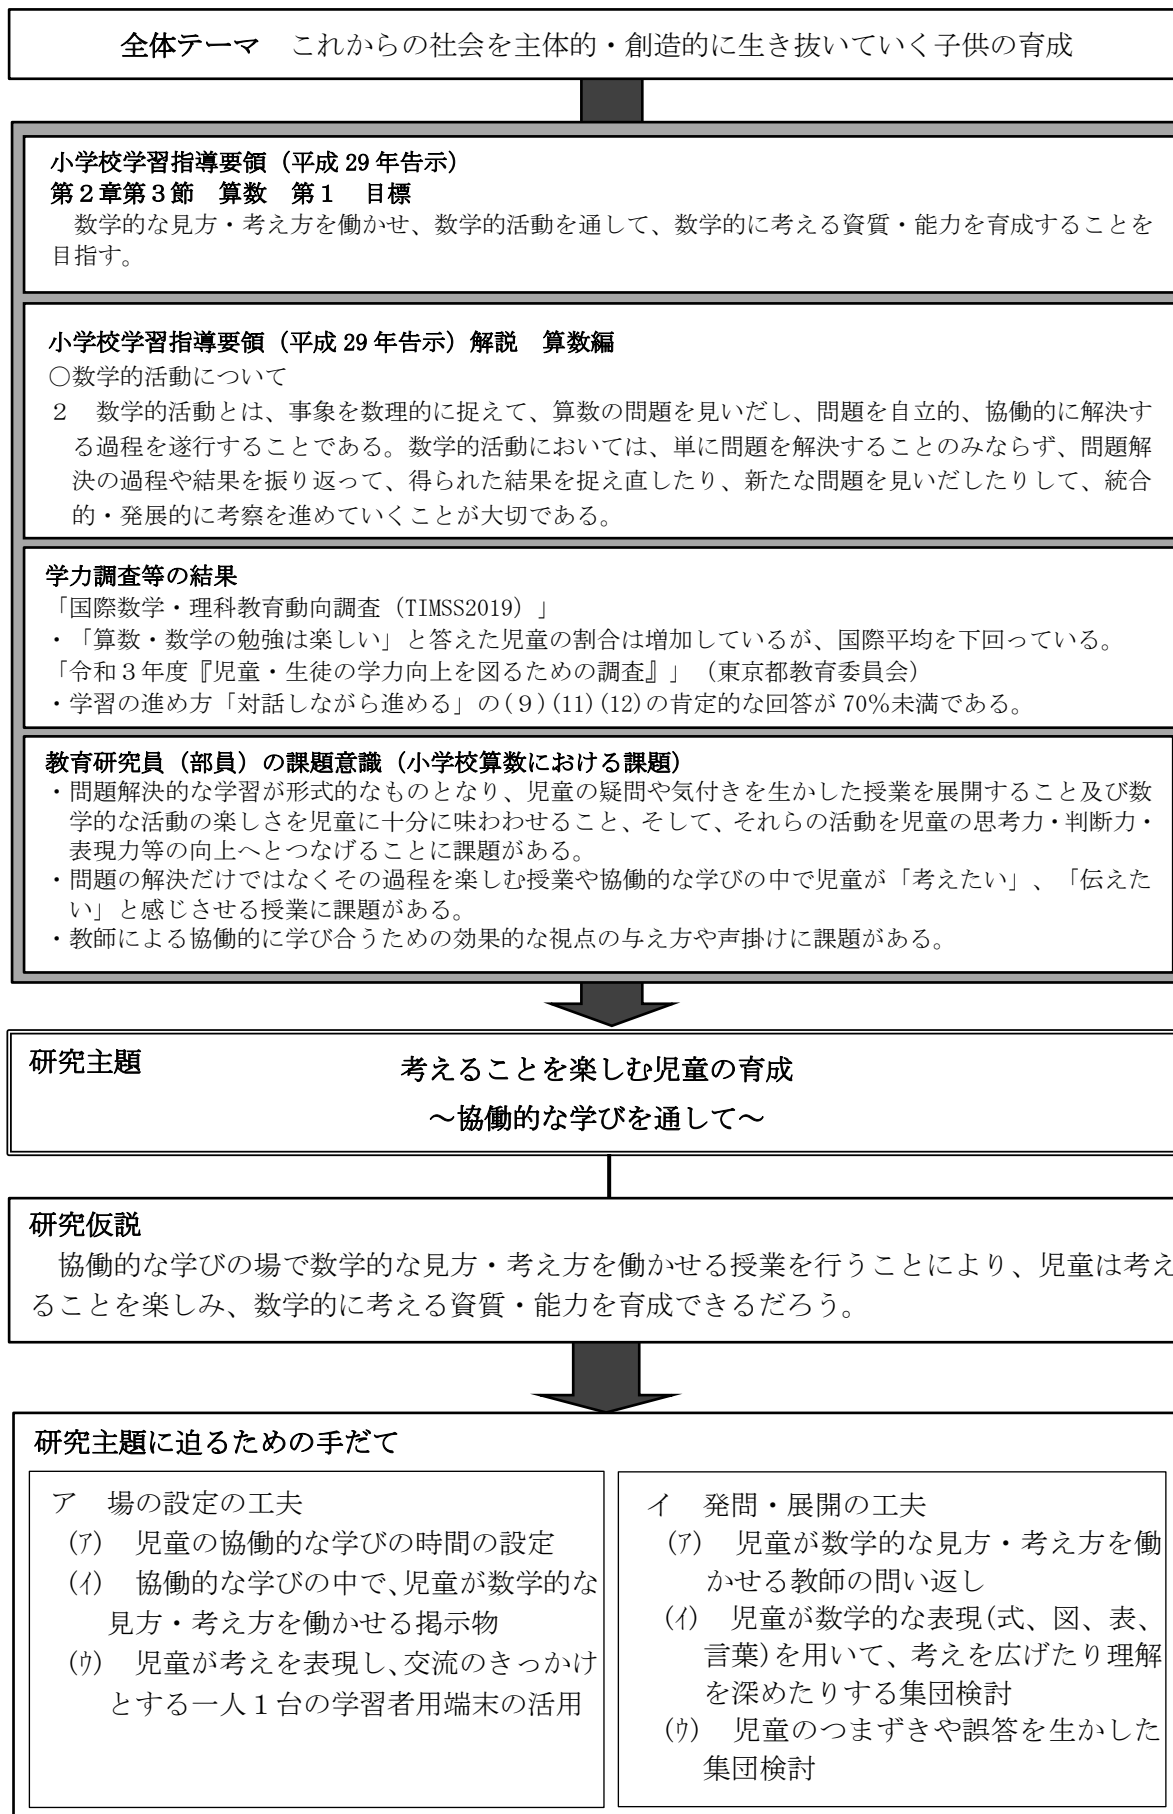 全体テーマ　これからの社会を主体的・創造的に生き抜いていく子供の育成
小学校学習指導要領（平成 29 年告示）
第２章第３節　算数　第１　目標
　数学的な見方・考え方を働かせ、数学的活動を通して、数学的に考える資質・能力を育成することを
目指す。
小学校学習指導要領（平成 29 年告示）解説　算数編
○数学的活動について
２　数学的活動とは、事象を数理的に捉えて、算数の問題を見いだし、問題を自立的、協働的に解決す
る過程を遂行することである。数学的活動においては、単に問題を解決することのみならず、問題解
決の過程や結果を振り返って、得られた結果を捉え直したり、新たな問題を見いだしたりして、統合
的・発展的に考察を進めていくことが大切である。
学力調査等の結果
「国際数学・理科教育動向調査（TIMSS2019）」
・「算数・数学の勉強は楽しい」と答えた児童の割合は増加しているが、国際平均を下回っている。
「令和３年度『児童・生徒の学力向上を図るための調査』」（東京都教育委員会）
・学習の進め方「対話しながら進める」の(９)(11)(12)の肯定的な回答が 70％未満である。
教育研究員（部員）の課題意識（小学校算数における課題）
・問題解決的な学習が形式的なものとなり、児童の疑問や気付きを生かした授業を展開すること及び数
学的な活動の楽しさを児童に十分に味わわせること、そして、それらの活動を児童の思考力・判断力・
表現力等の向上へとつなげることに課題がある。
・問題の解決だけではなくその過程を楽しむ授業や協働的な学びの中で児童が「考えたい」、「伝えた
い」と感じさせる授業に課題がある。
・教師による協働的に学び合うための効果的な視点の与え方や声掛けに課題がある。
研究主題　考えることを楽しむ児童の育成
～協働的な学びを通して～
研究仮説
　協働的な学びの場で数学的な見方・考え方を働かせる授業を行うことにより、児童は考え
ることを楽しみ、数学的に考える資質・能力を育成できるだろう。
研究主題に迫るための手だて
ア　場の設定の工夫
(ｱ)　児童の協働的な学びの時間の設定
(ｲ)　協働的な学びの中で、児童が数学的な
見方・考え方を働かせる掲示物
(ｳ)　児童が考えを表現し、交流のきっかけ
とする一人１台の学習者用端末の活用
イ　発問・展開の工夫
(ｱ)　児童が数学的な見方・考え方を働
かせる教師の問い返し
(ｲ)　児童が数学的な表現(式、図、表、
言葉)を用いて、考えを広げたり理解
を深めたりする集団検討
(ｳ)　児童のつまずきや誤答を生かした
集団検討